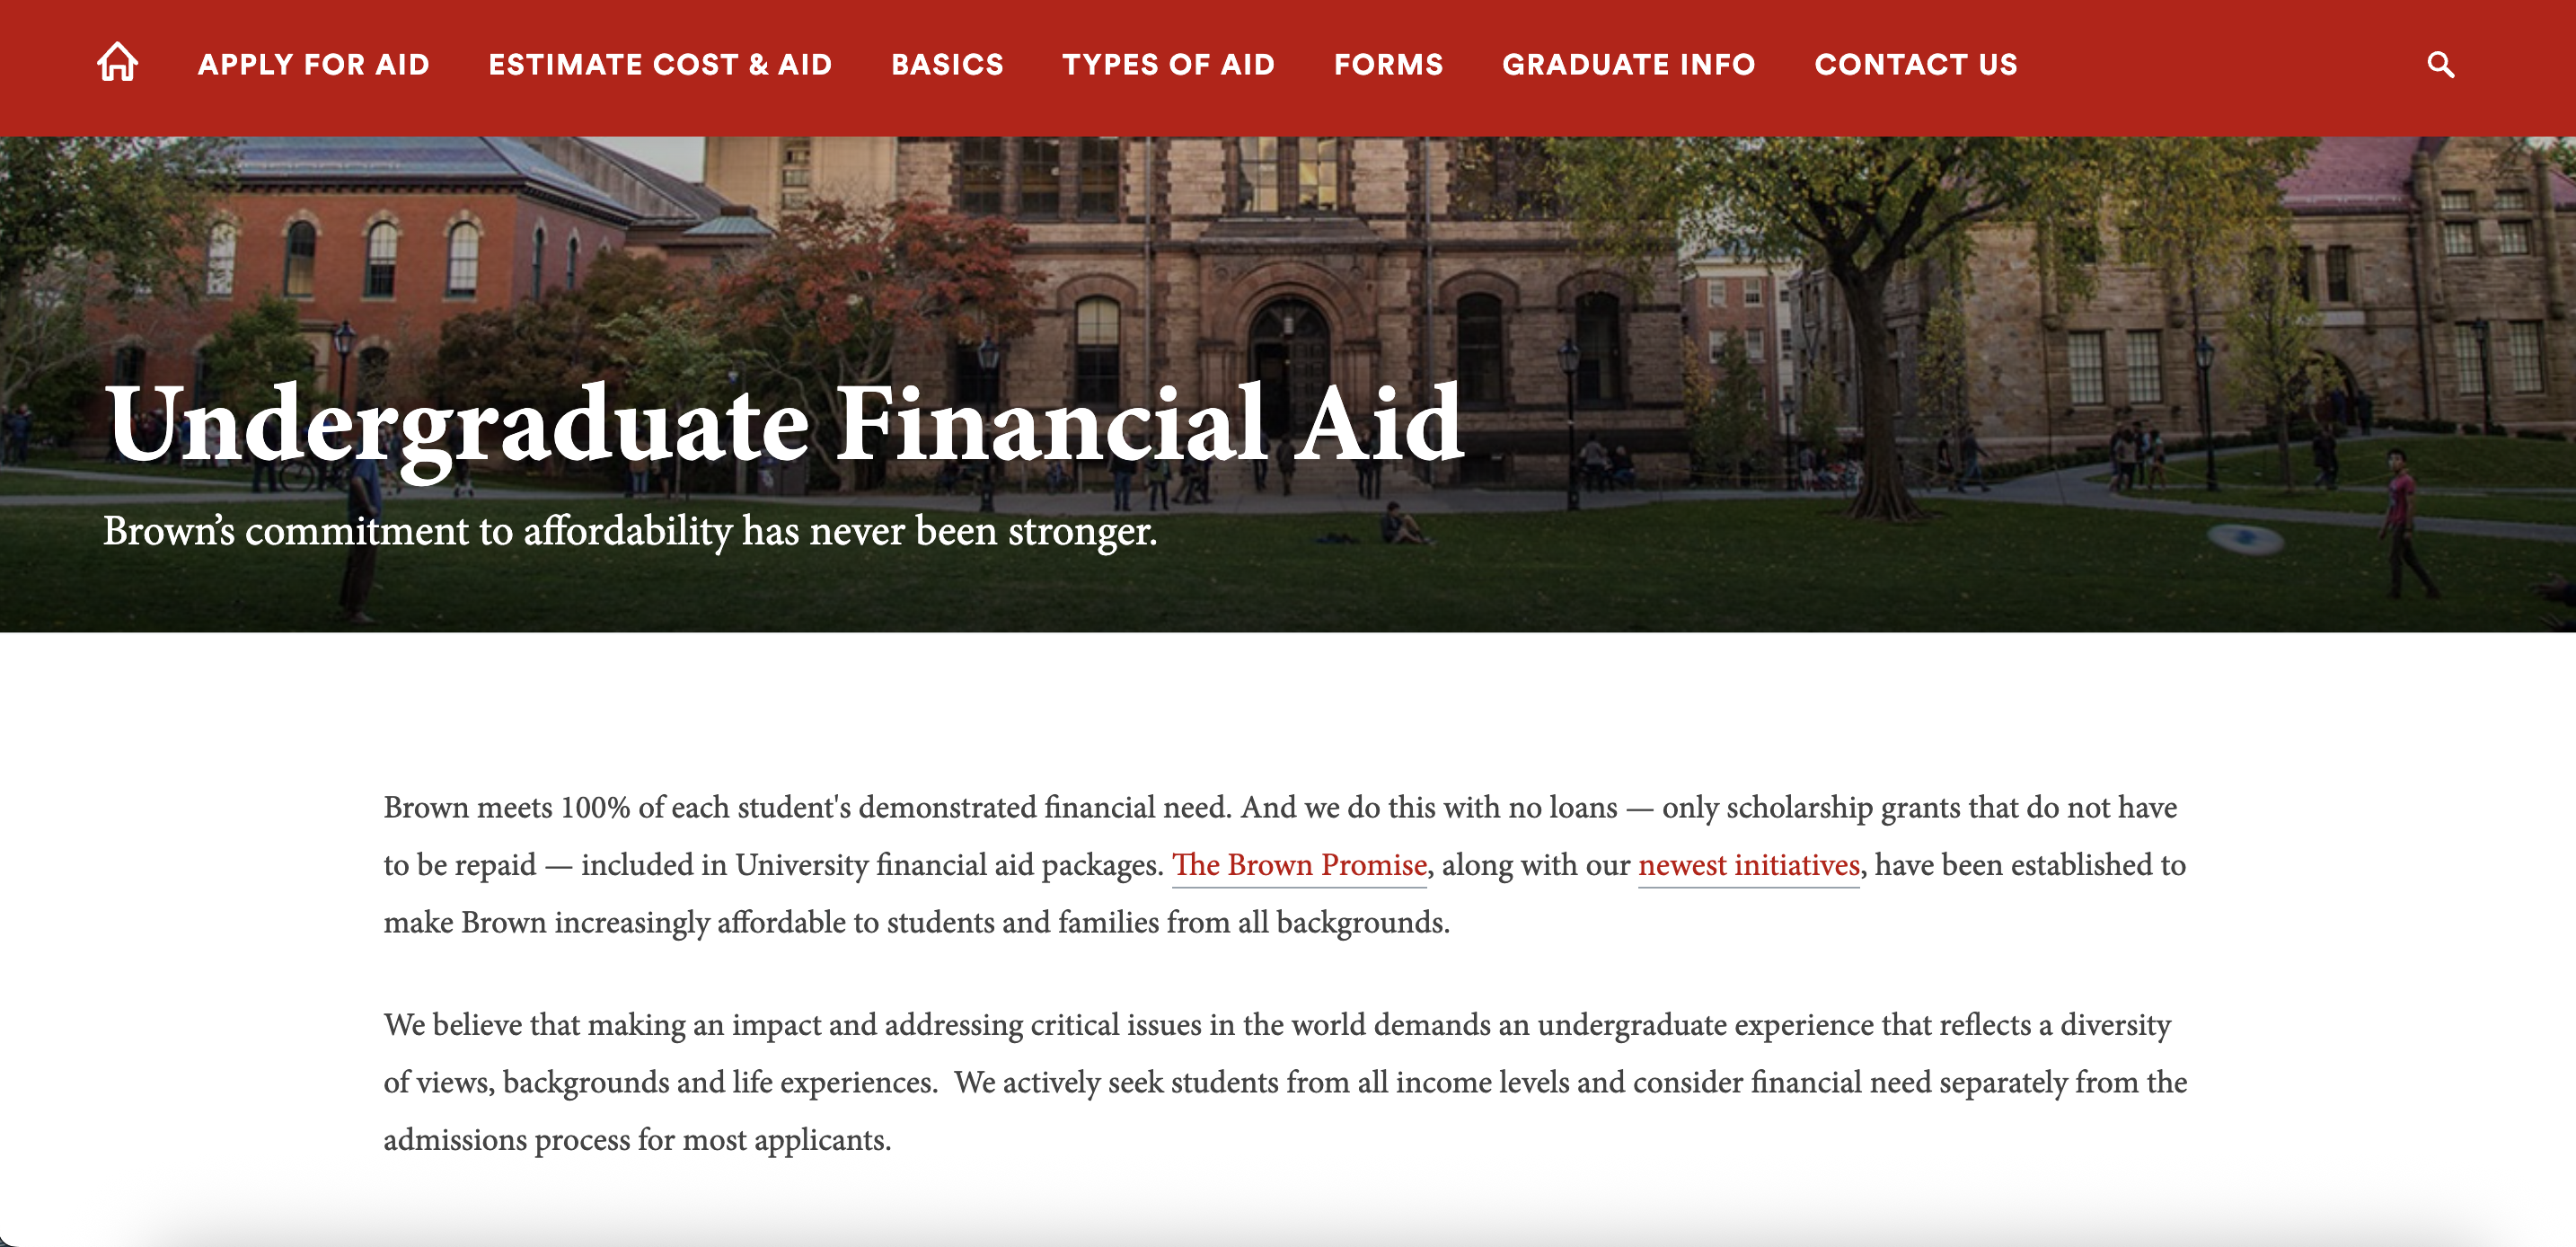 APPLY FOR AID ESTIMATE COST & AID BASICS TYPES OF AID FORMS GRADUATE INFO CONTACT US
Undergraduate Financial Aid
Brown’s commitment to affordability has never been stronger.
Brown meets 100% of each student's demonstrated financial need. And we do this with no loans — only scholarship grants that do not have
to be repaid — included in University financial aid packages. The Brown Promise, along with our newest initiatives, have been established to
make Brown increasingly affordable to students and families from all backgrounds.
We believe that making an impact and addressing critical issues in the world demands an undergraduate experience that reflects a diversity
of views, backgrounds and life experiences.  We actively seek students from all income levels and consider financial need separately from the
admissions process for most applicants.